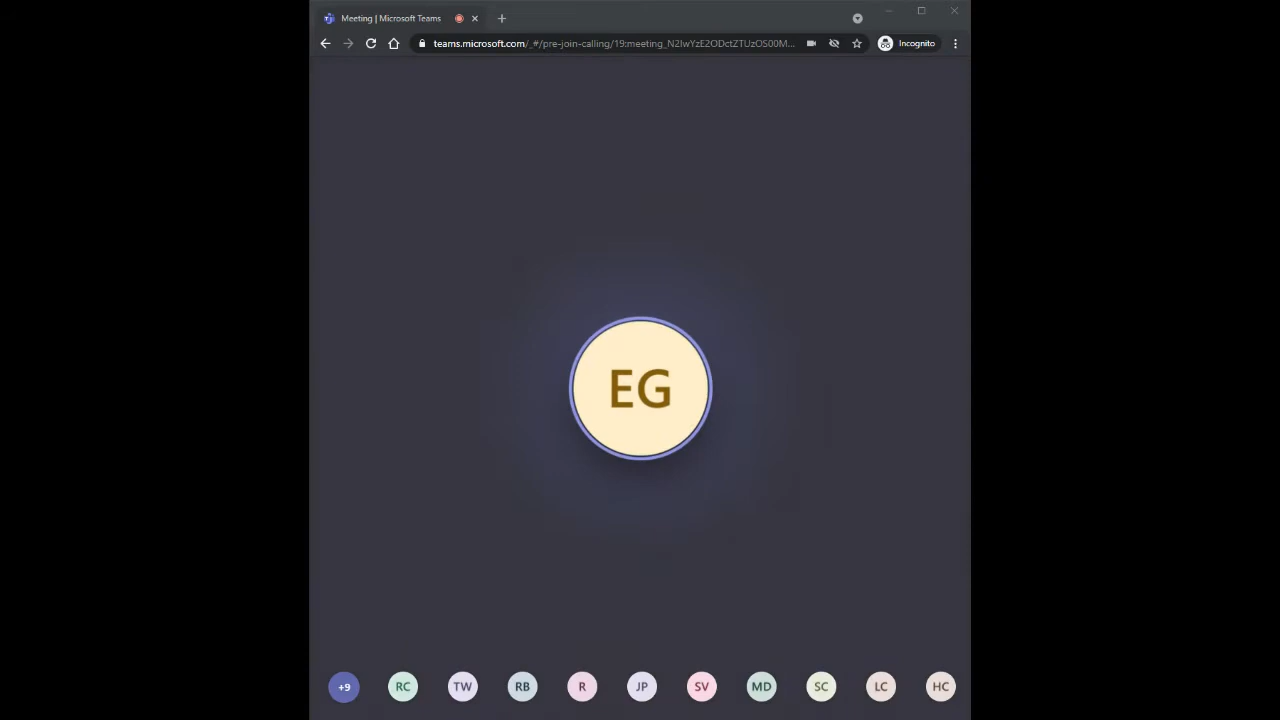 Meeting | Microsoft Teams
teams.microsoft.com/_#/pre-join-calling/19:meeting_N2IwYzE2ODctZTUzOS00M...
Incognito
EG
+9 RC TW RB R JP SV MD SC LC HC